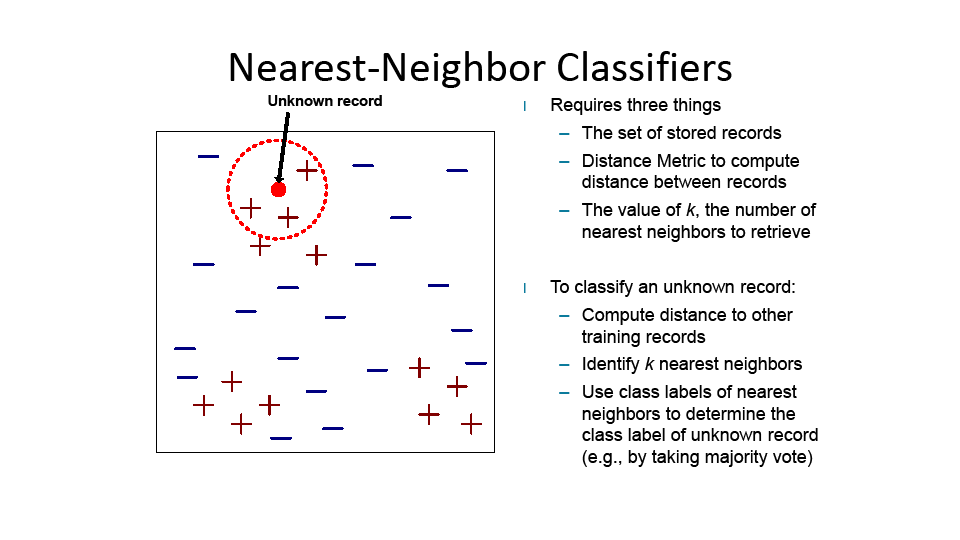 Nearest-Neighbor Classifiers
Unknown record
l Requires three things
– The set of stored records
– Distance Metric to compute
distance between records
– The value of k, the number of
nearest neighbors to retrieve
l To classify an unknown record:
– Compute distance to other
training records
– Identify k nearest neighbors
– Use class labels of nearest
neighbors to determine the
class label of unknown record
(e.g., by taking majority vote)